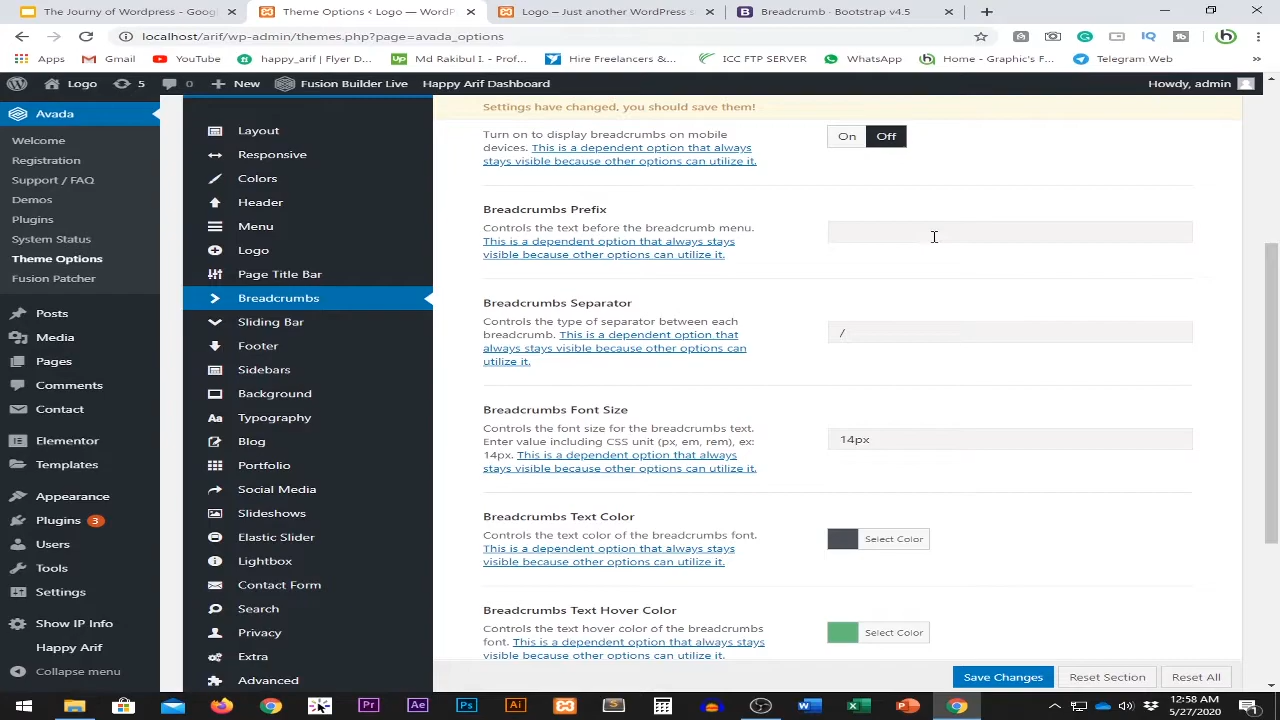 The Journey of Wordpress - Googl
Theme Options < Logo — WordP
Logo – Just another WordPress s
Breadcrumb · Bootstrap v4.5
localhost/arif/wp-admin/themes.php?page=avada_options
Apps
Gmail
YouTube
happy_arif | Flyer D...
Md Rakibul I. - Prof...
Hire Freelancers &...
ICC FTP SERVER
WhatsApp
Home - Graphic's F...
Telegram Web
»
Logo
5
0
New
Fusion Builder Live
Happy Arif Dashboard
Howdy, admin
Avada
Welcome
Registration
Support / FAQ
Demos
Plugins
System Status
Theme Options
Fusion Patcher
Posts
Media
Pages
Comments
Contact
Elementor
Templates
Appearance
Plugins 3
Users
Tools
Settings
Show IP Info
Happy Arif
Collapse menu
Layout
Responsive
Colors
Header
Menu
Logo
Page Title Bar
Breadcrumbs
Sliding Bar
Footer
Sidebars
Background
Typography
Blog
Portfolio
Social Media
Slideshows
Elastic Slider
Lightbox
Contact Form
Search
Privacy
Extra
Advanced
Settings have changed, you should save them!
Turn on to display breadcrumbs on mobile
devices. This is a dependent option that always
stays visible because other options can utilize it.
On Off
Breadcrumbs Prefix
Controls the text before the breadcrumb menu.
This is a dependent option that always stays
visible because other options can utilize it.
Breadcrumbs Separator
Controls the type of separator between each
breadcrumb. This is a dependent option that
always stays visible because other options can
utilize it.
/
Breadcrumbs Font Size
Controls the font size for the breadcrumbs text.
Enter value including CSS unit (px, em, rem), ex:
14px. This is a dependent option that always
stays visible because other options can utilize it.
14px
Breadcrumbs Text Color
Controls the text color of the breadcrumbs font.
This is a dependent option that always stays
visible because other options can utilize it.
Select Color
Breadcrumbs Text Hover Color
Controls the text hover color of the breadcrumbs
font. This is a dependent option that always stays
visible because other options can utilize it.
Select Color
Save Changes
Reset Section
Reset All
Pr
Ae
Ps
Ai
12:58 AM
5/27/2020